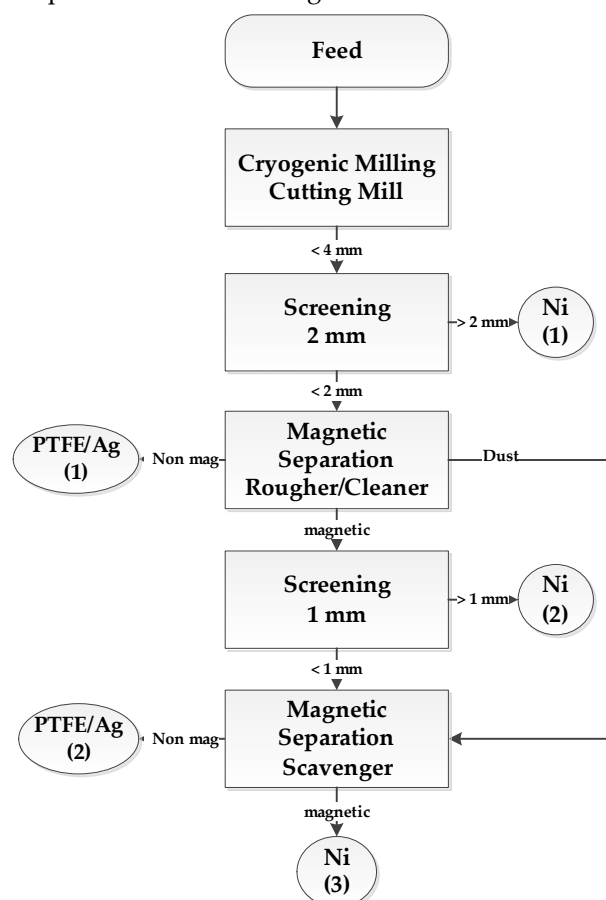 Feed
Cryogenic Milling
Cutting Mill
< 4 mm
Screening
2 mm
> 2 mm
Ni
(1)
< 2 mm
PTFE/Ag
(1)
Non mag
Magnetic
Separation
Rougher/Cleaner
Dust
magnetic
Screening
1 mm
> 1 mm
Ni
(2)
< 1 mm
PTFE/Ag
(2)
Non mag
Magnetic
Separation
Scavenger
magnetic
Ni
(3)